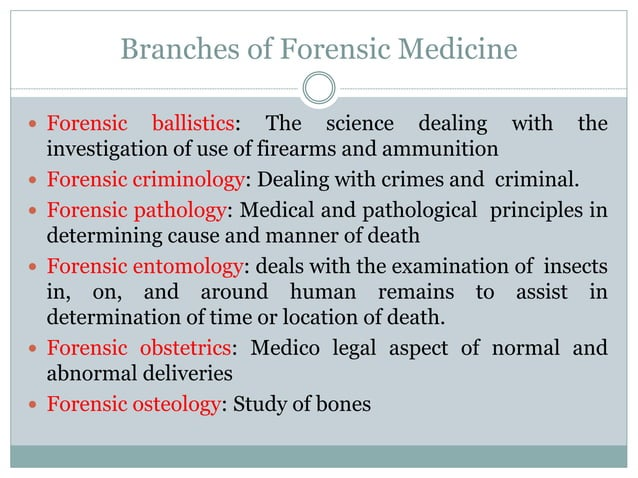 Branches of Forensic Medicine
• Forensic ballistics: The science dealing with the
investigation of use of firearms and ammunition
• Forensic criminology: Dealing with crimes and criminal.
• Forensic pathology: Medical and pathological principles in
determining cause and manner of death
• Forensic entomology: deals with the examination of insects
in, on, and around human remains to assist in
determination of time or location of death.
• Forensic obstetrics: Medico legal aspect of normal and
abnormal deliveries
• Forensic osteology: Study of bones